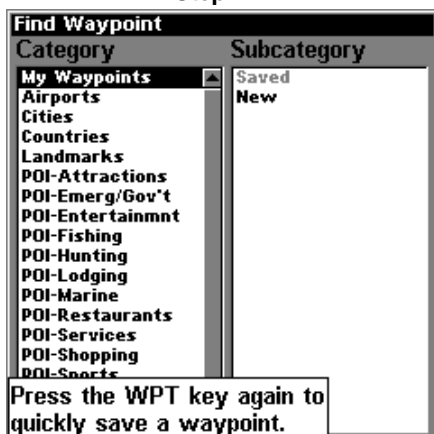 Find Waypoint
Category Subcategory
My Waypoints
Airports
Cities
Countries
Landmarks
POI-Attractions
POI-Emerg/Gov't
POI-Entertainmnt
POI-Fishing
POI-Hunting
POI-Lodging
POI-Marine
POI-Restaurants
POI-Services
POI-Shopping
POI-Sports
Saved
New
Press the WPT key again to
quickly save a waypoint.